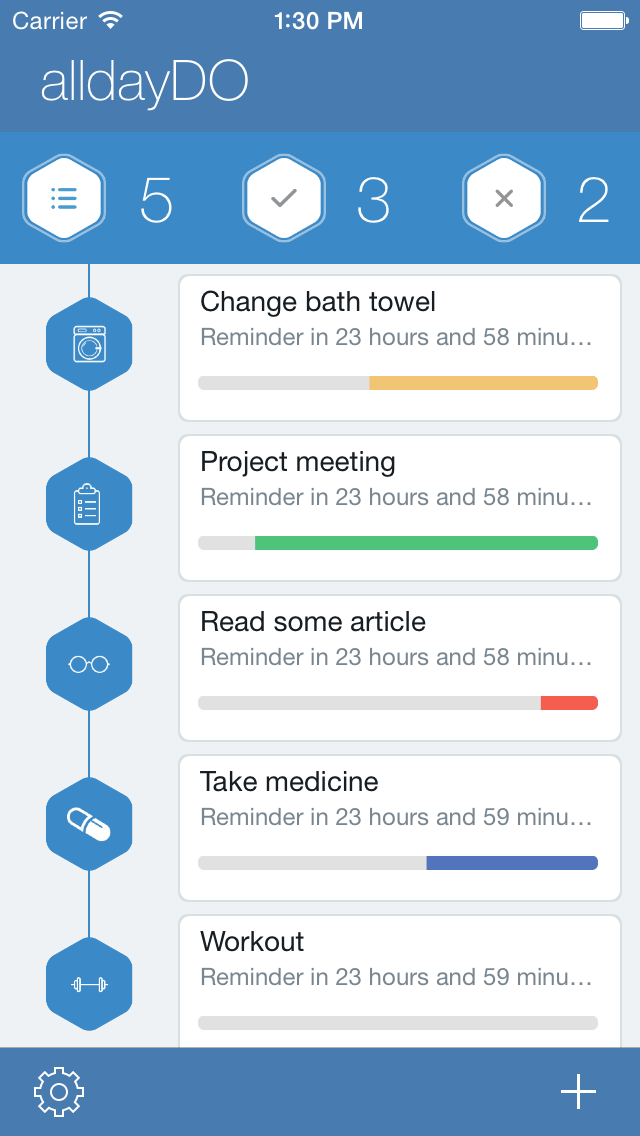 Carrier 1:30 PM
alldayDO
5 3 2
Change bath towel
Reminder in 23 hours and 58 minu…
Project meeting
Reminder in 23 hours and 58 minu…
Read some article
Reminder in 23 hours and 58 minu…
Take medicine
Reminder in 23 hours and 59 minu…
Workout
Reminder in 23 hours and 59 minu…